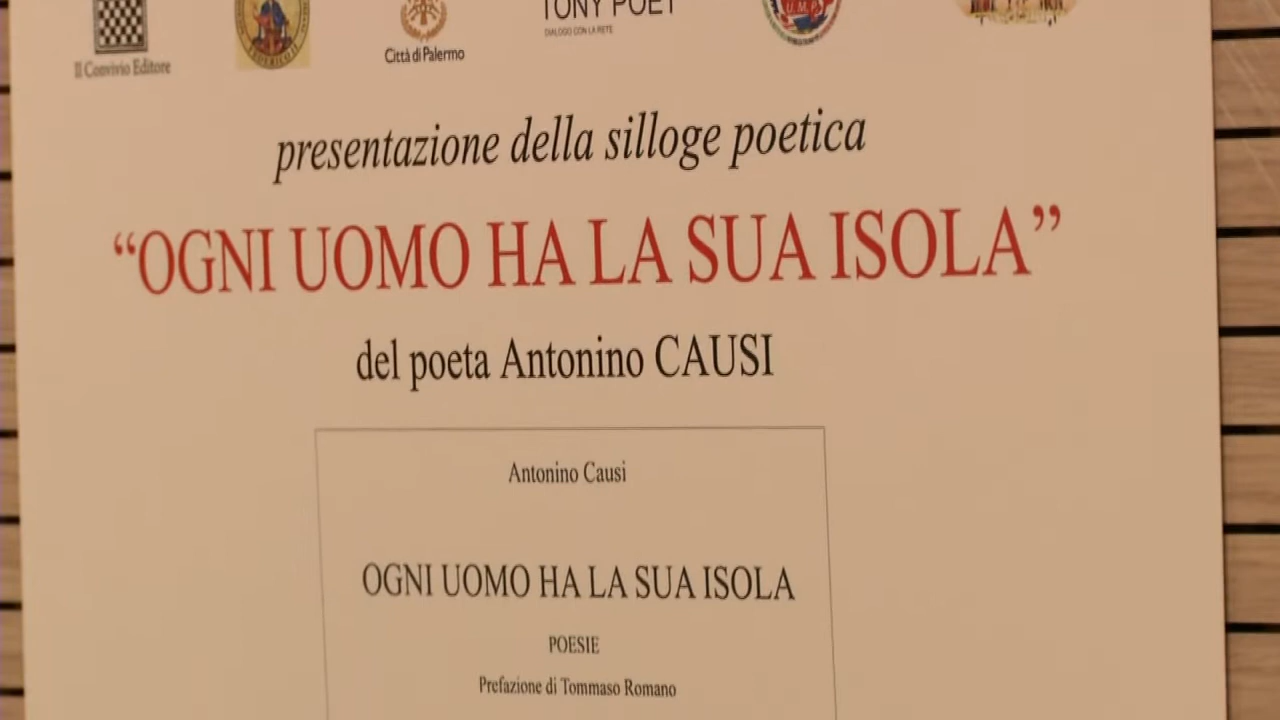 Il Convivio Editore
Città di Palermo
TONY POET
DIALOGO CON LA RETE
U.M.P.
presentazione della silloge poetica
“OGNI UOMO HA LA SUA ISOLA”
del poeta Antonino CAUSI
Antonino Causi
OGNI UOMO HA LA SUA ISOLA
POESIE
Prefazione di Tommaso Romano